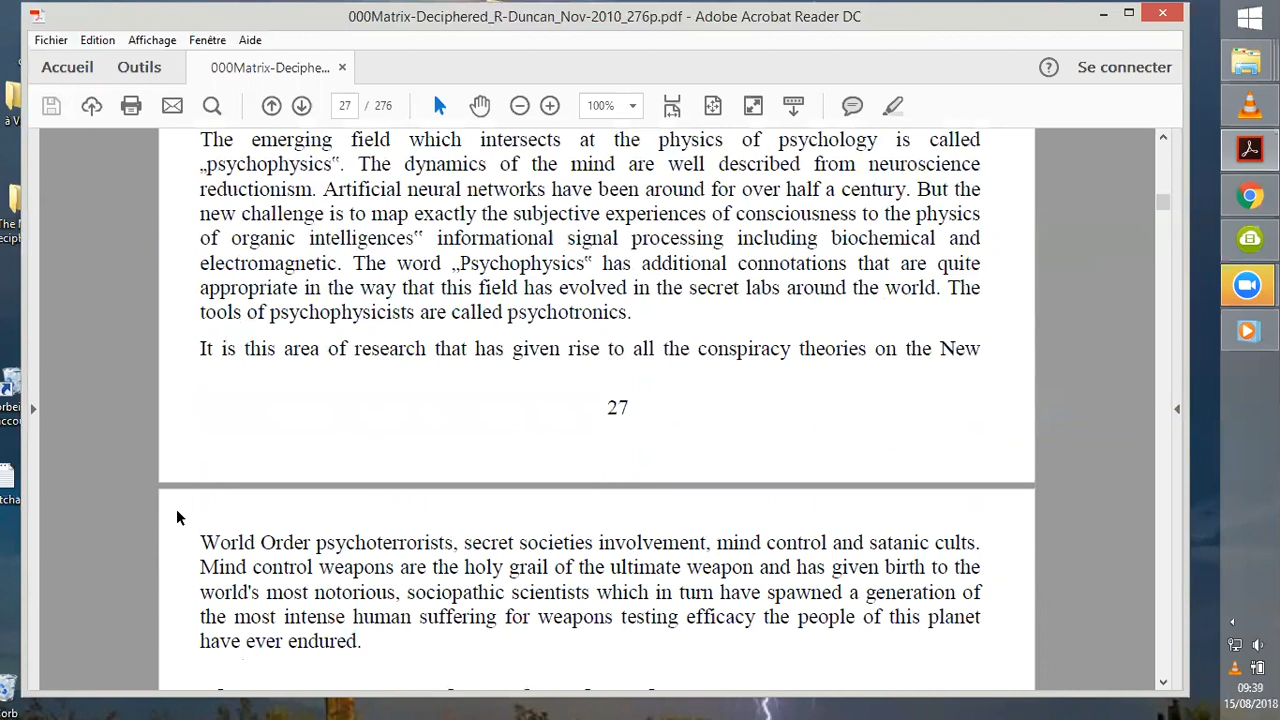 000Matrix-Deciphered_R-Duncan_Nov-2010_276p.pdf - Adobe Acrobat Reader DC
Fichier Edition Affichage Fenêtre Aide
Accueil Outils 000Matrix-Deciphe... × Se connecter
27 / 276 100%
The emerging field which intersects at the physics of psychology is called
„psychophysics‟. The dynamics of the mind are well described from neuroscience
reductionism. Artificial neural networks have been around for over half a century. But the
new challenge is to map exactly the subjective experiences of consciousness to the physics
of organic intelligences‟ informational signal processing including biochemical and
electromagnetic. The word „Psychophysics‟ has additional connotations that are quite
appropriate in the way that this field has evolved in the secret labs around the world. The
tools of psychophysicists are called psychotronics.
It is this area of research that has given rise to all the conspiracy theories on the New
27
World Order psychoterrorists, secret societies involvement, mind control and satanic cults.
Mind control weapons are the holy grail of the ultimate weapon and has given birth to the
world's most notorious, sociopathic scientists which in turn have spawned a generation of
the most intense human suffering for weapons testing efficacy the people of this planet
have ever endured.
09:39
15/08/2018